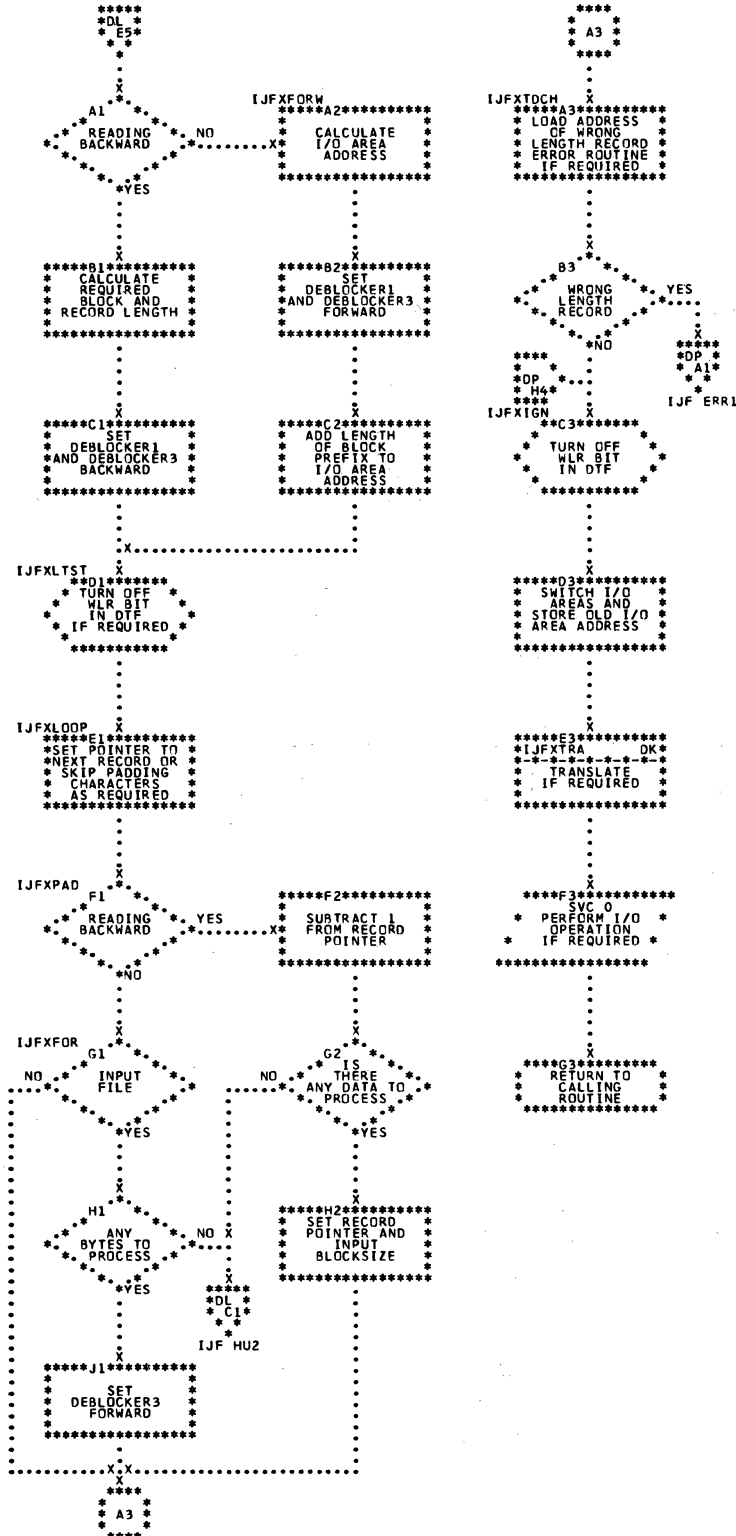 DL
E5
A1
READING
BACKWARD
NO
YES
IJFXFORW
A2
CALCULATE
I/O AREA
ADDRESS
B1
CALCULATE
REQUIRED
BLOCK AND
RECORD LENGTH
B2
SET
DEBLOCKER1
AND DEBLOCKER3
FORWARD
C1
SET
DEBLOCKER1
AND DEBLOCKER3
BACKWARD
C2
ADD LENGTH
OF BLOCK
PREFIX TO
I/O AREA
ADDRESS
IJFXLTST
D1
TURN OFF
WLR BIT
IN DTF
IF REQUIRED
IJFXLOOP
E1
SET POINTER TO
NEXT RECORD OR
SKIP PADDING
CHARACTERS
AS REQUIRED
IJFXPAD
F1
READING
BACKWARD
YES
NO
F2
SUBTRACT 1
FROM RECORD
POINTER
IJFXFOR
G1
INPUT
FILE
NO
YES
G2
IS
THERE
ANY DATA TO
PROCESS
NO
YES
H1
ANY
BYTES TO
PROCESS
NO
YES
H2
SET RECORD
POINTER AND
INPUT
BLOCKSIZE
DL
C1
IJF HU2
J1
SET
DEBLOCKER3
FORWARD
A3
A3
IJFXTDCH
A3
LOAD ADDRESS
OF WRONG
LENGTH RECORD
ERROR ROUTINE
IF REQUIRED
B3
WRONG
LENGTH
RECORD
YES
NO
DP
A1
IJF ERR1
DP
H4
IJFXIGN
C3
TURN OFF
WLR BIT
IN DTF
D3
SWITCH I/O
AREAS AND
STORE OLD I/O
AREA ADDRESS
E3
IJFXTRA DK
TRANSLATE
IF REQUIRED
F3
SVC 0
PERFORM I/O
OPERATION
IF REQUIRED
G3
RETURN TO
CALLING
ROUTINE